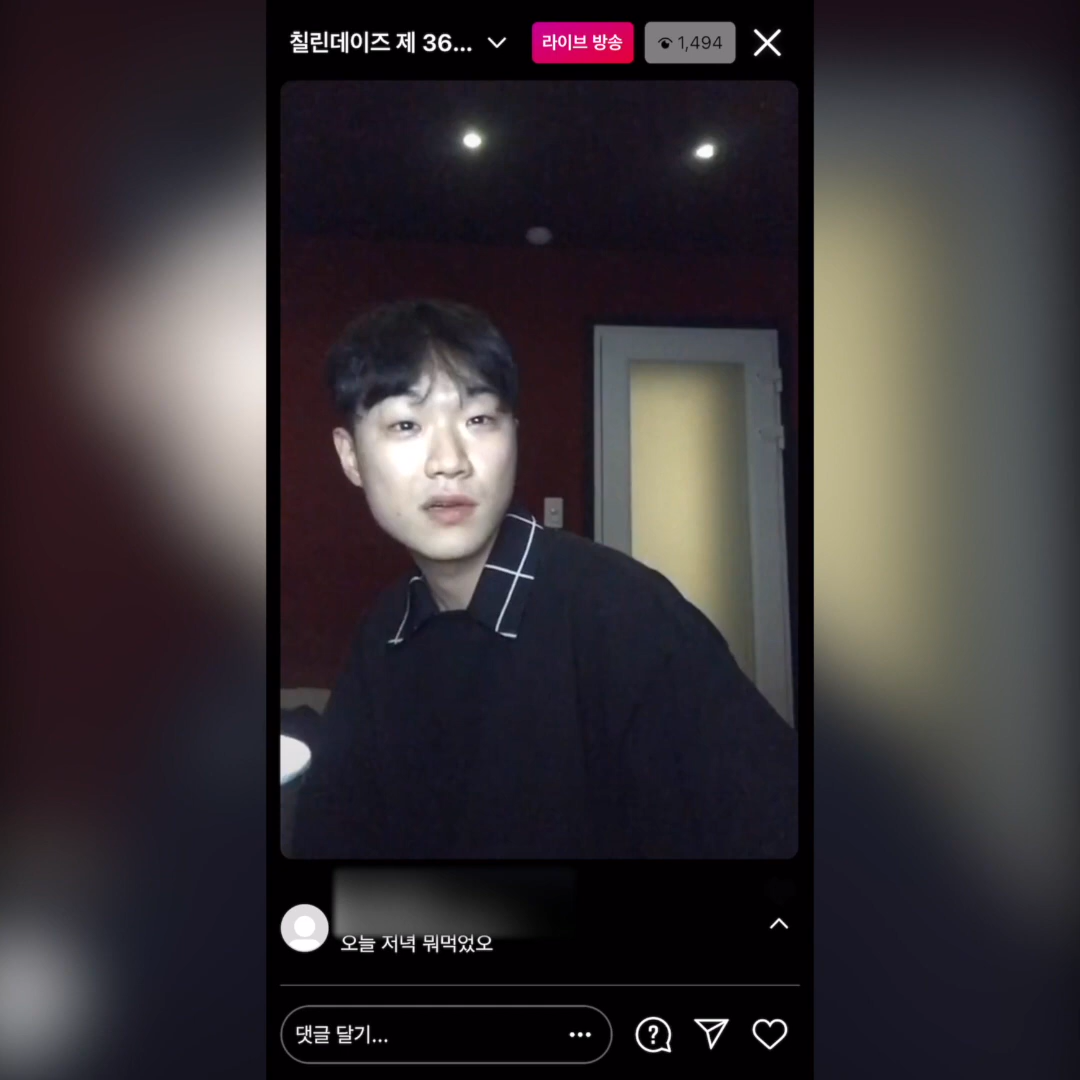 칠린데이즈 제 36...
라이브 방송
1,494
오늘 저녁 뭐먹었오
댓글 달기...